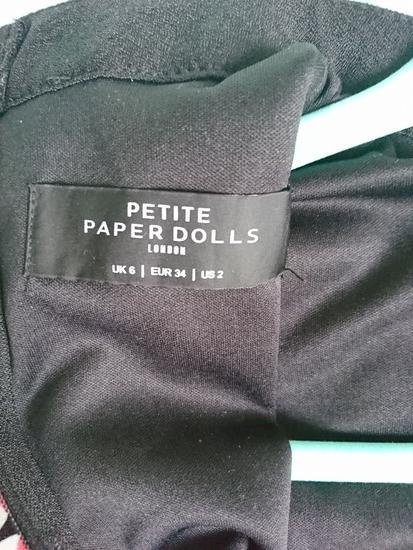 PETITE
PAPER DOLLS
LONDON
UK 6 | EUR 34 | US 2